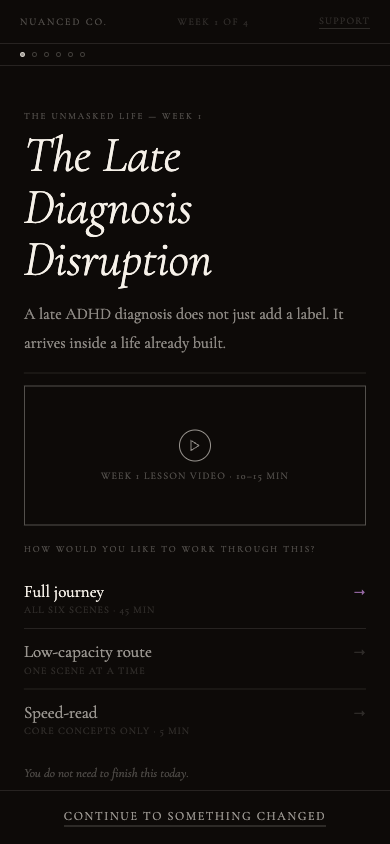 NUANCED CO.
WEEK 1 OF 4
SUPPORT
THE UNMASKED LIFE — WEEK 1
The Late
Diagnosis
Disruption
A late ADHD diagnosis does not just add a label. It
arrives inside a life already built.
WEEK 1 LESSON VIDEO · 10–15 MIN
HOW WOULD YOU LIKE TO WORK THROUGH THIS?
Full journey →
ALL SIX SCENES · 45 MIN
Low-capacity route →
ONE SCENE AT A TIME
Speed-read →
CORE CONCEPTS ONLY · 5 MIN
You do not need to finish this today.
CONTINUE TO SOMETHING CHANGED